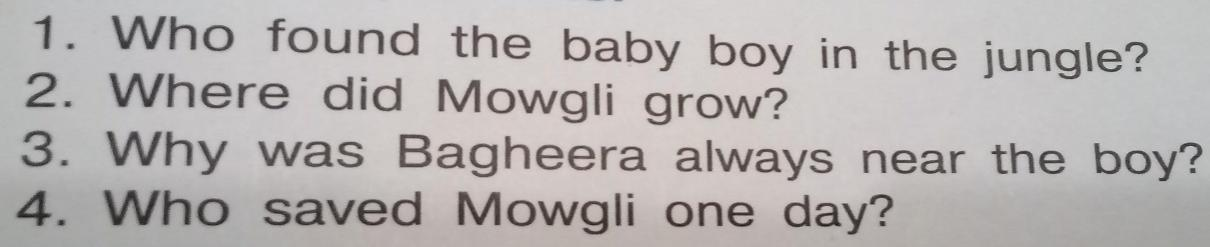 1. Who found the baby boy in the jungle?
2. Where did Mowgli grow?
3. Why was Bagheera always near the boy?
4. Who saved Mowgli one day?